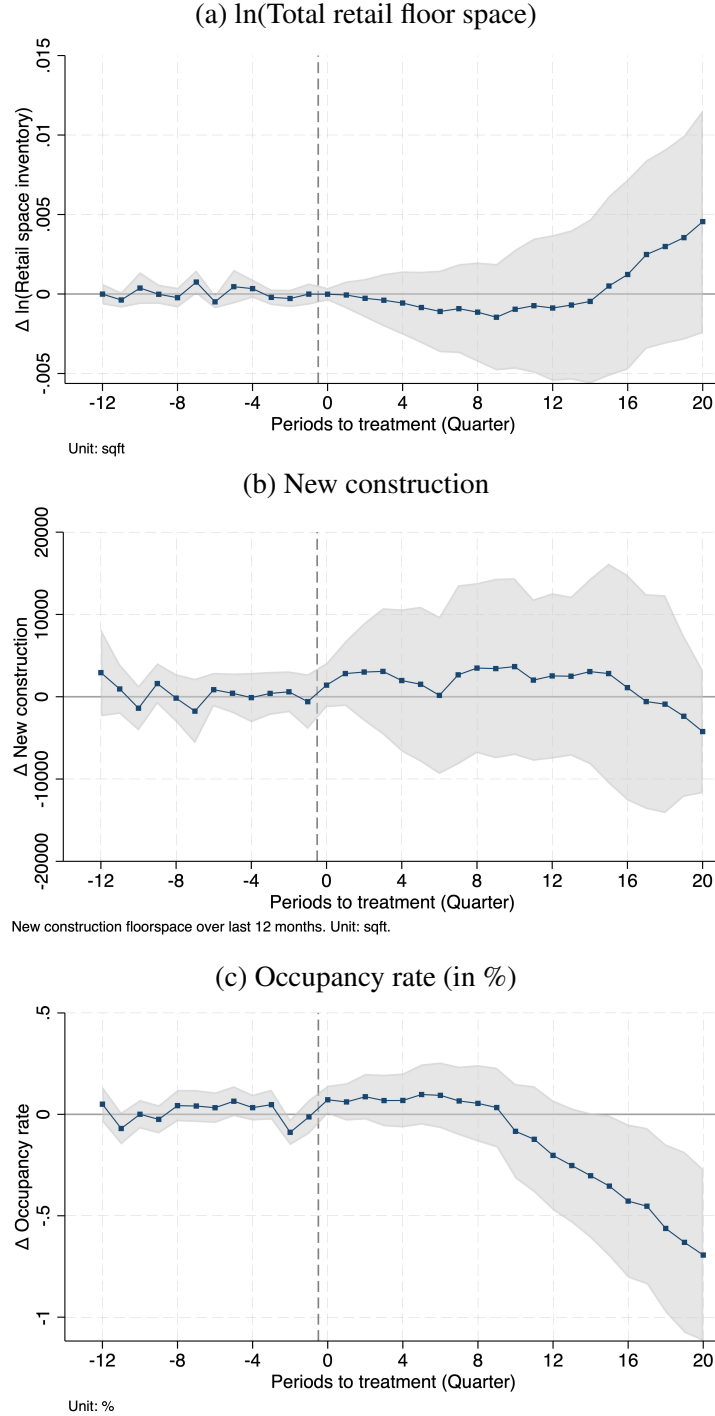 (a) ln(Total retail floor space)
Δ ln(Retail space inventory)
.015
.01
.005
0
-.005
-12 -8 -4 0 4 8 12 16 20
Periods to treatment (Quarter)
Unit: sqft
(b) New construction
Δ New construction
20000
10000
0
-10000
-20000
-12 -8 -4 0 4 8 12 16 20
Periods to treatment (Quarter)
New construction floorspace over last 12 months. Unit: sqft.
(c) Occupancy rate (in %)
Δ Occupancy rate
.5
0
-.5
-1
-12 -8 -4 0 4 8 12 16 20
Periods to treatment (Quarter)
Unit: %